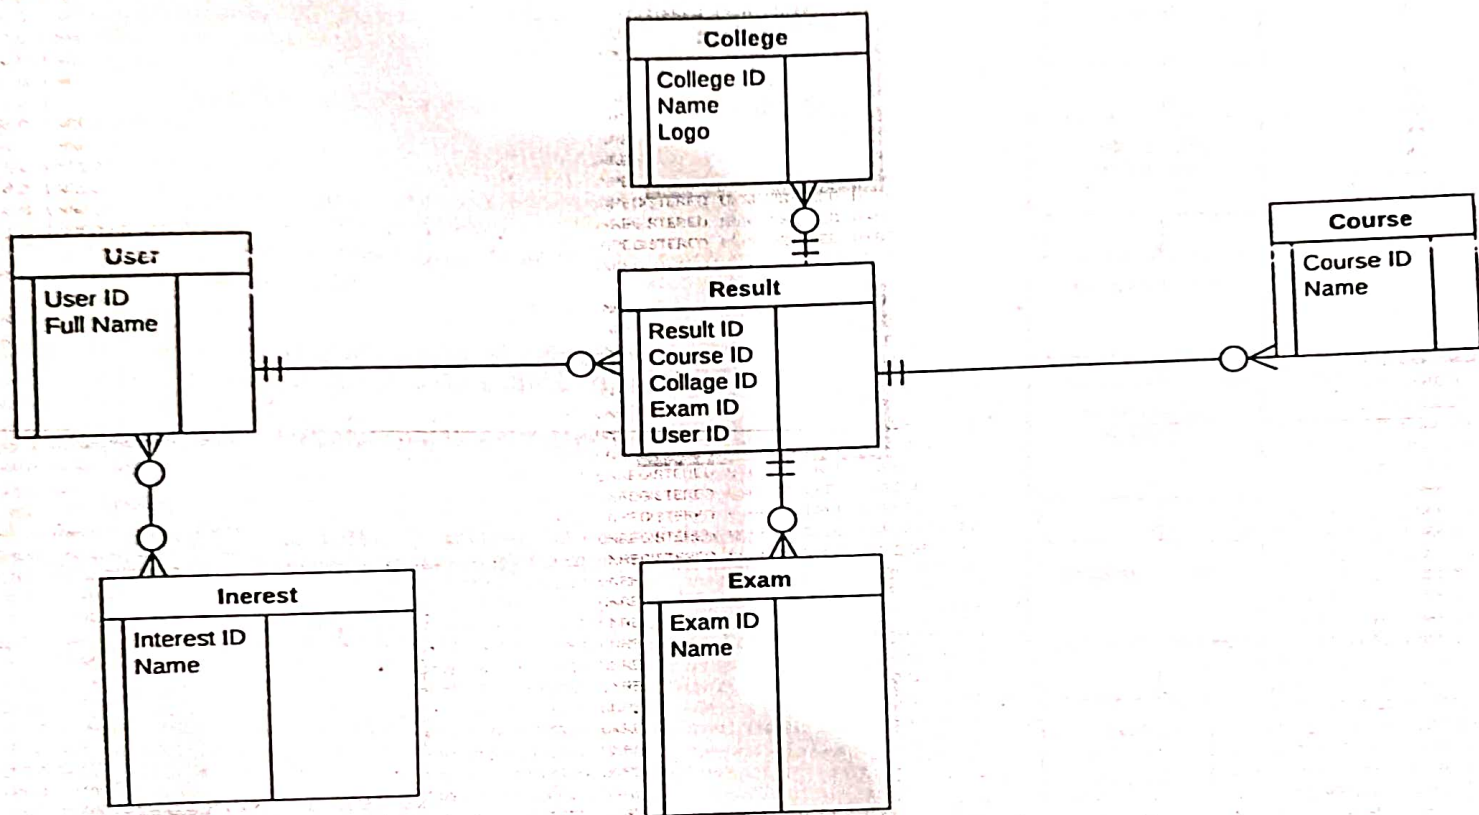 College
College ID
Name
Logo
User
User ID
Full Name
Result
Result ID
Course ID
Collage ID
Exam ID
User ID
Course
Course ID
Name
Inerest
Interest ID
Name
Exam
Exam ID
Name